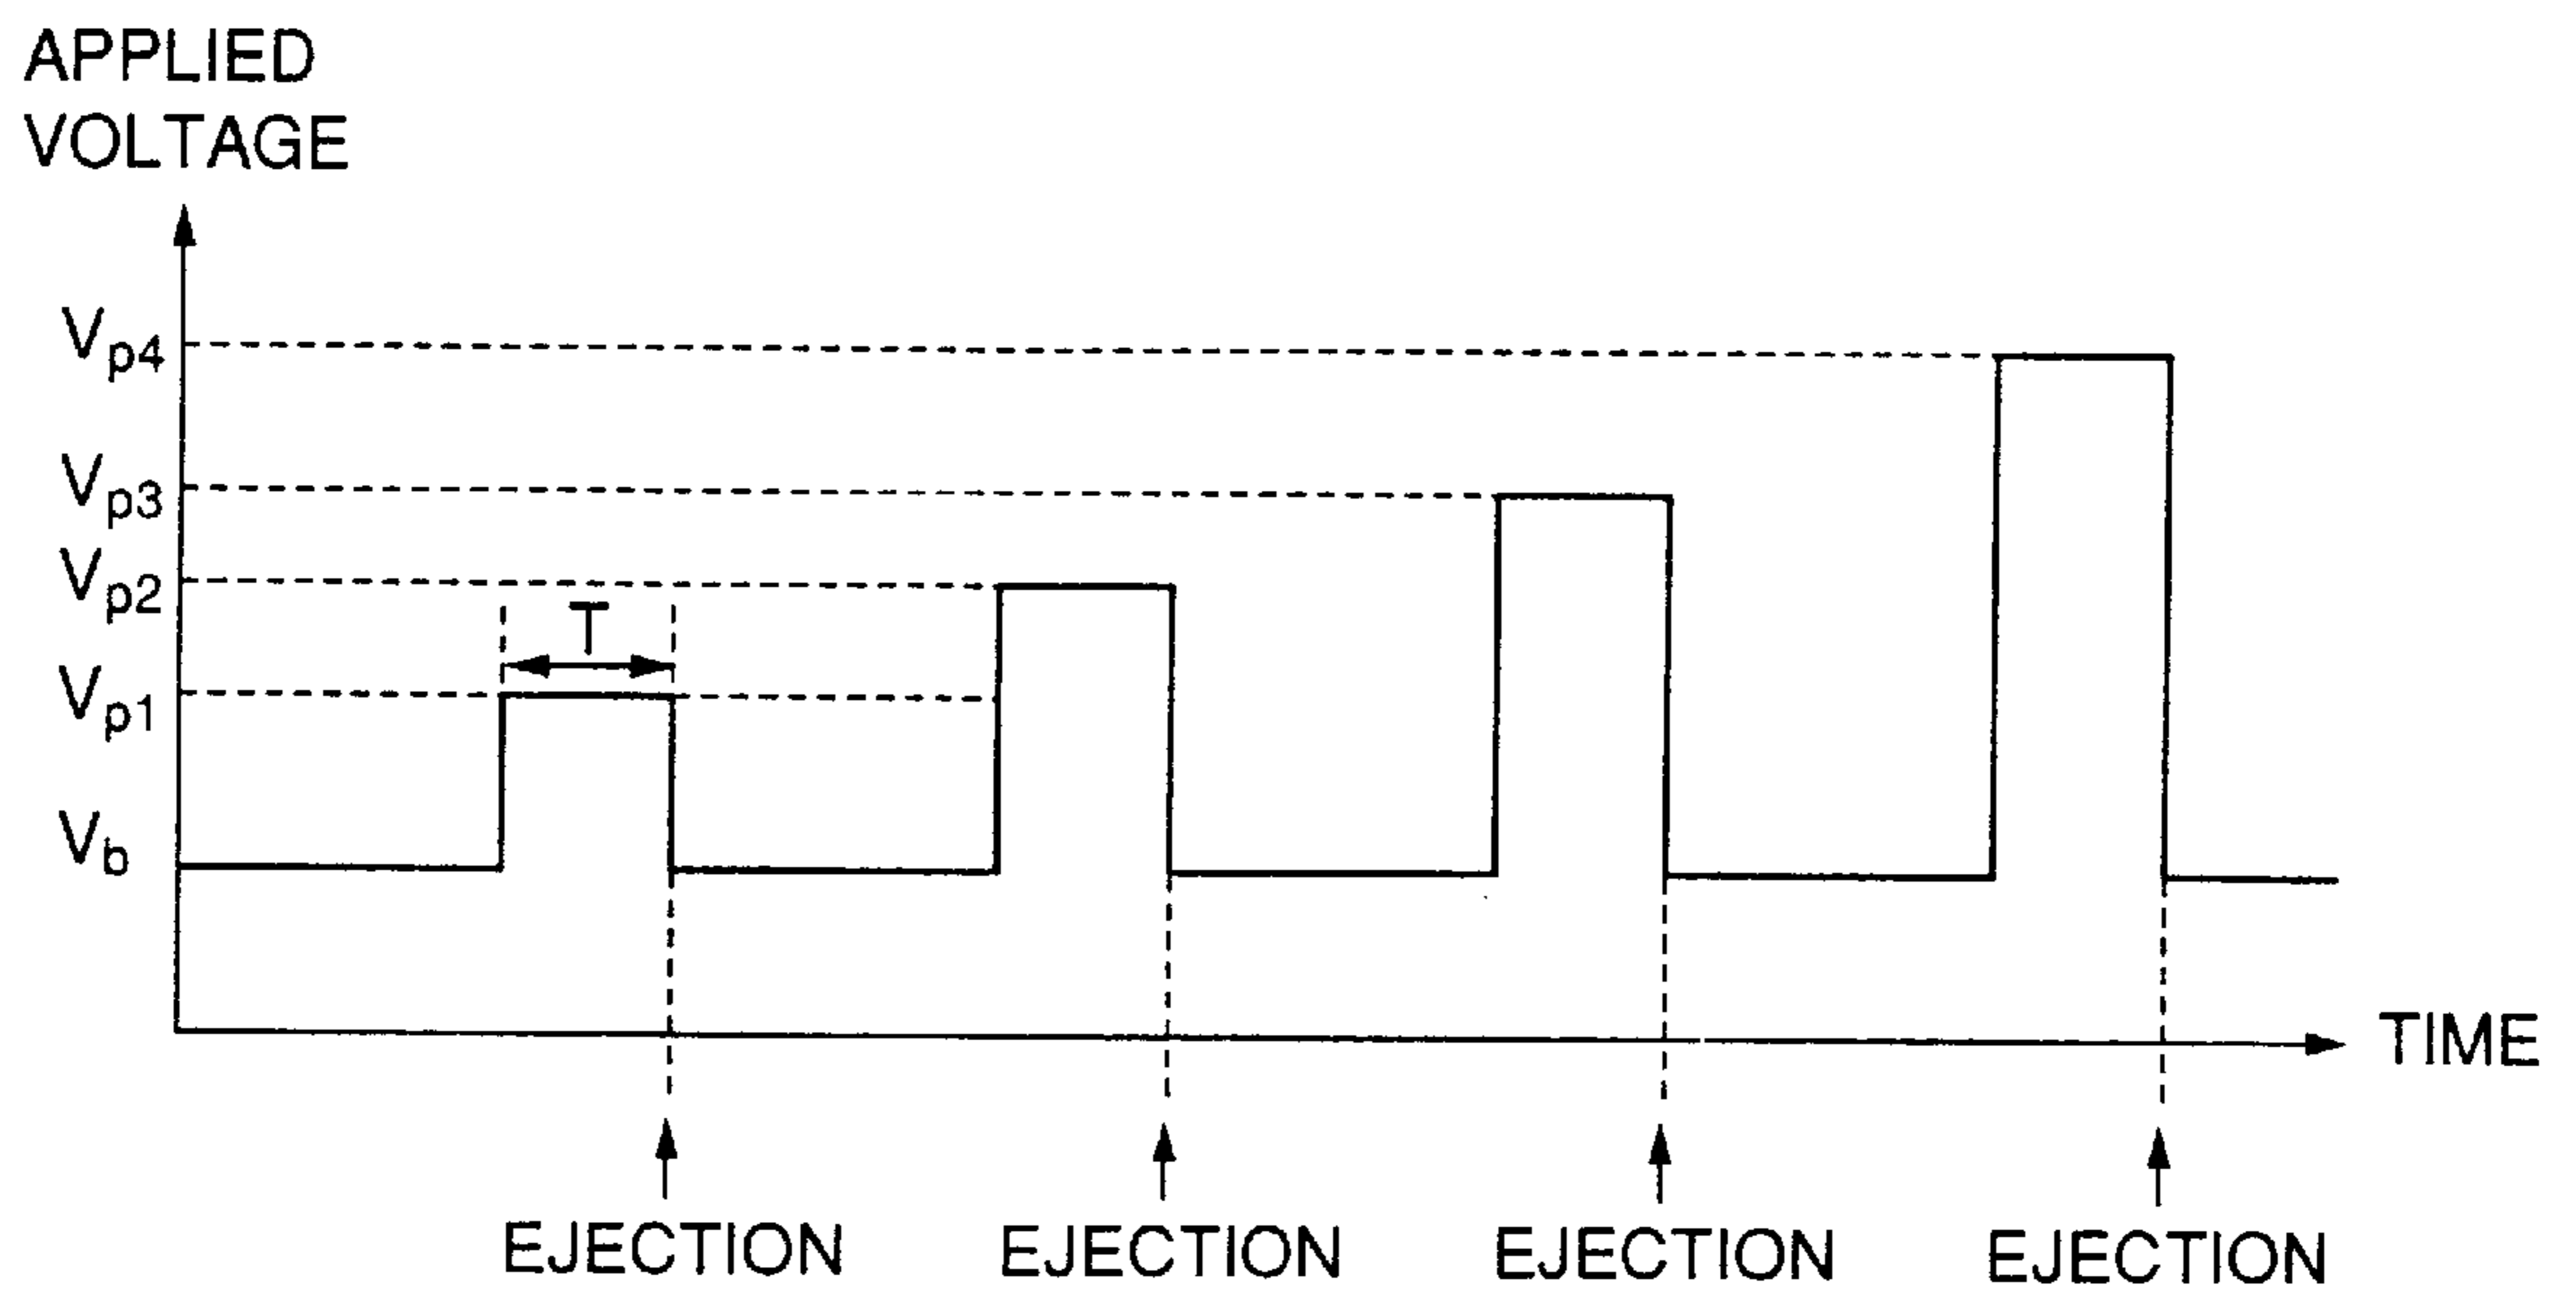 APPLIED
VOLTAGE
Vp4
Vp3
Vp2
T
Vp1
Vb
TIME
EJECTION EJECTION EJECTION EJECTION